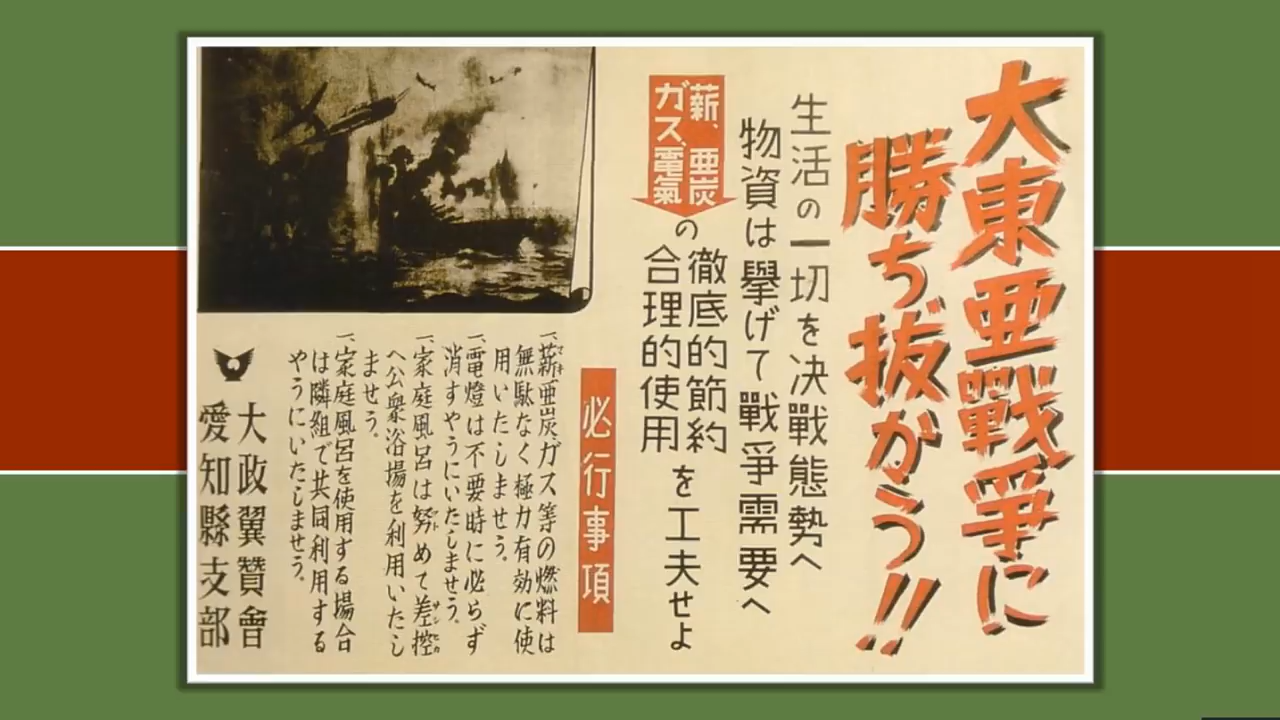 大東亜戰爭に
勝ち抜かう!!
生活の一切を決戰態勢へ
物資は擧げて戰爭需要へ
薪、亜炭
ガス、電氣
の
徹底的節約
合理的使用
を工夫せよ
必行事項
一、薪亜炭ガス等の燃料は
無駄なく極力有効に使
用いたしませう。
一、電燈は不要時に必らず
消すやうにいたしませう。
一、家庭風呂は努めて差控
へ公衆浴場を利用いたし
ませう。
一、家庭風呂を使用する場合
は隣組で共同利用する
やうにいたしませう。
大政翼贊會
愛知縣支部